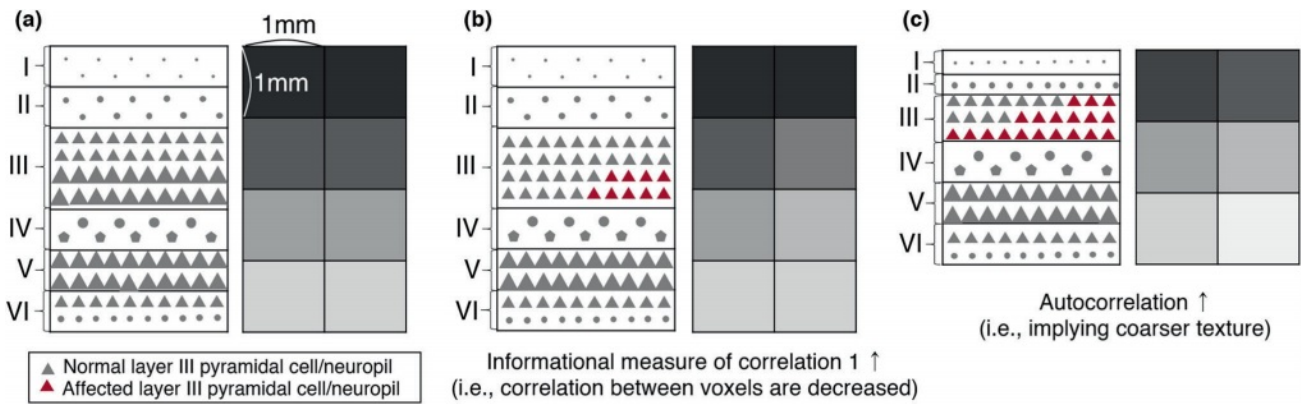 (a)
1mm
1mm
I
II
III
IV
V
VI
Normal layer III pyramidal cell/neuropil
Affected layer III pyramidal cell/neuropil
(b)
I
II
III
IV
V
VI
Informational measure of correlation 1 ↑
(i.e., correlation between voxels are decreased)
(c)
I
II
III
IV
V
VI
Autocorrelation ↑
(i.e., implying coarser texture)